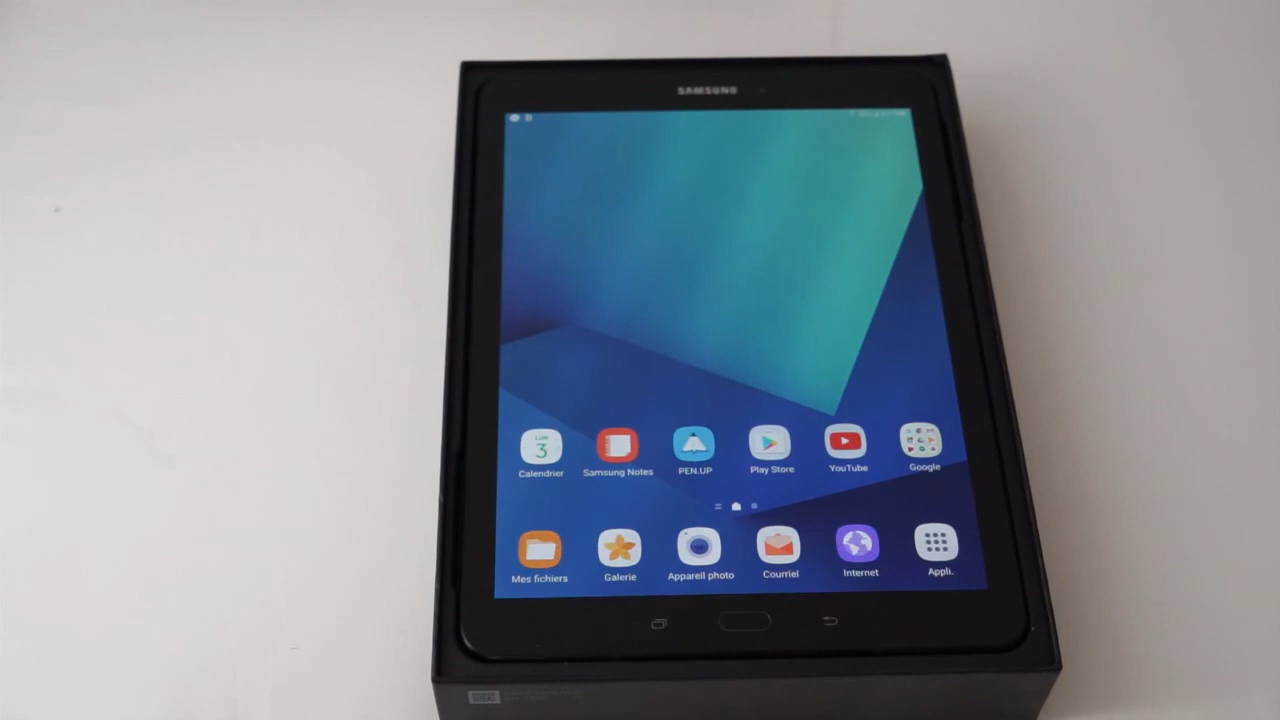 SAMSUNG
3
Calendrier Samsung Notes PEN.UP Play Store YouTube Google
Mes fichiers Galerie Appareil photo Courriel Internet Appli.